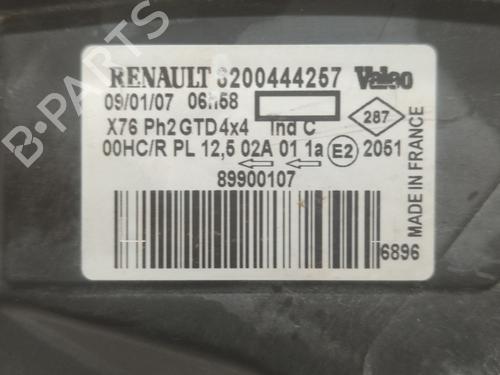 RENAULT 8200444257 Valeo
09/01/07 06h58
287
X76 Ph2 GTD4x4 Ind C
00HC/R PL 12,5 02A 01 1a E2 2051
89900107
6896
MADE IN FRANCE
B-PARTS